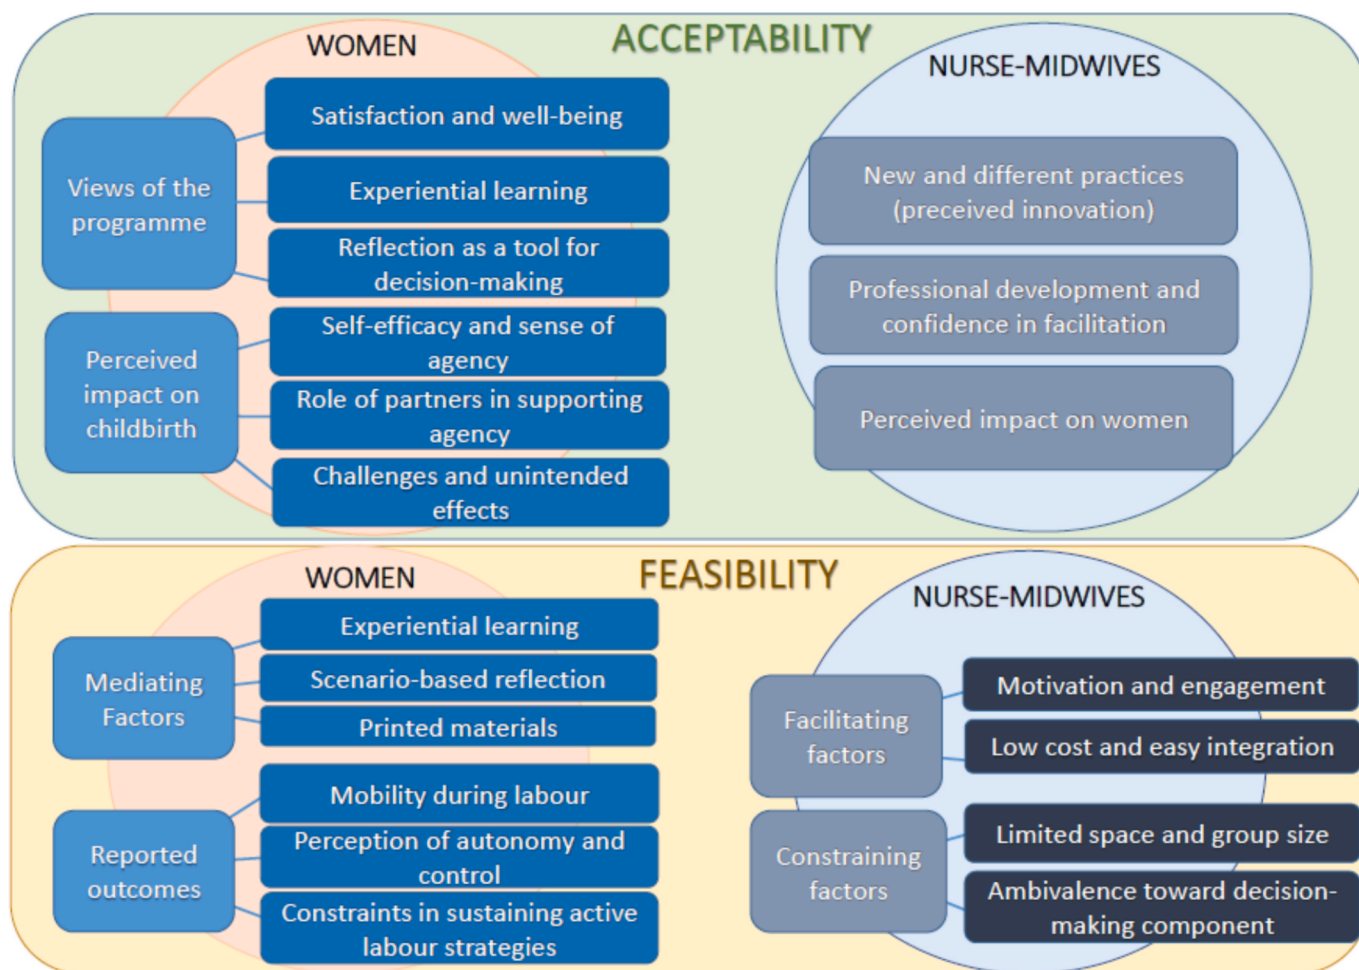 ACCEPTABILITY
WOMEN
Views of the
programme
Satisfaction and well-being
Experiential learning
Reflection as a tool for
decision-making
Perceived
impact on
childbirth
Self-efficacy and sense of
agency
Role of partners in supporting
agency
Challenges and unintended
effects
NURSE-MIDWIVES
New and different practices
(preceived innovation)
Professional development and
confidence in facilitation
Perceived impact on women
FEASIBILITY
WOMEN
Mediating
Factors
Experiential learning
Scenario-based reflection
Printed materials
Reported
outcomes
Mobility during labour
Perception of autonomy and
control
Constraints in sustaining active
labour strategies
NURSE-MIDWIVES
Facilitating
factors
Motivation and engagement
Low cost and easy integration
Constraining
factors
Limited space and group size
Ambivalence toward decision-
making component